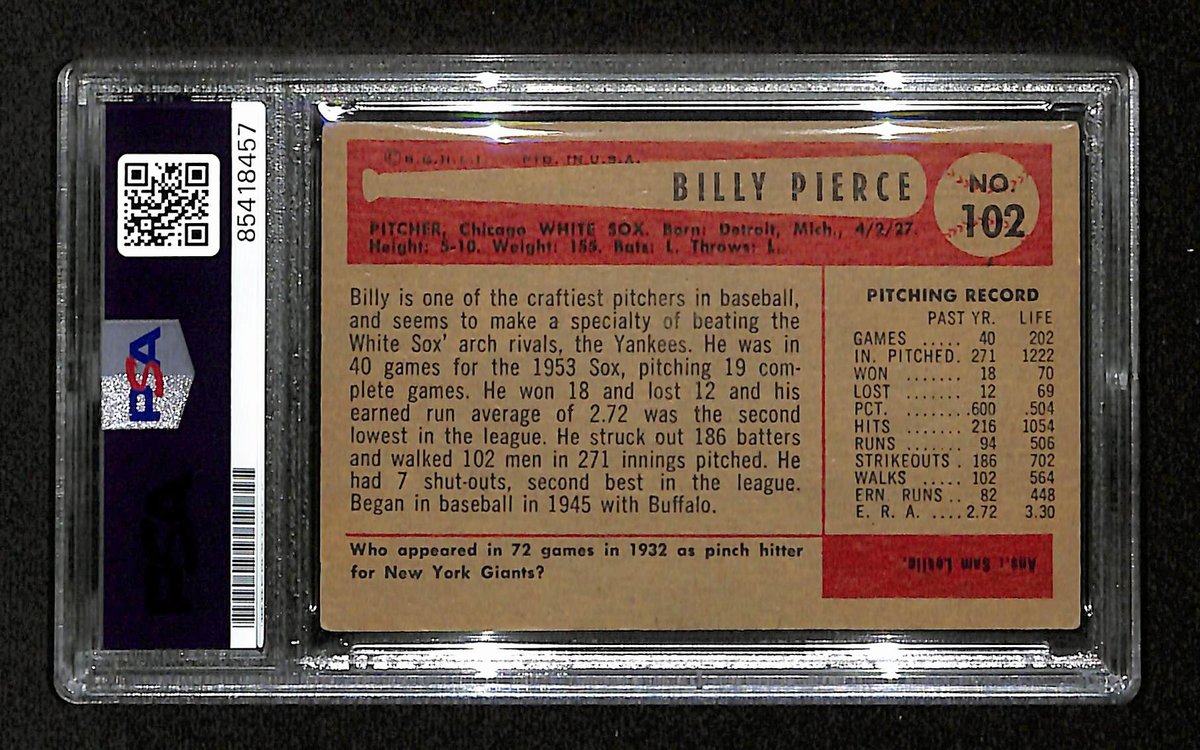 85418457
PSA
© B.G.H.L.I. PTD. IN U.S.A.
BILLY PIERCE
NO.
102
PITCHER, Chicago WHITE SOX. Born: Detroit, Mich., 4/2/27.
Height: 5-10. Weight: 155. Bats: L. Throws: L.
Billy is one of the craftiest pitchers in baseball,
and seems to make a specialty of beating the
White Sox' arch rivals, the Yankees. He was in
40 games for the 1953 Sox, pitching 19 com-
plete games. He won 18 and lost 12 and his
earned run average of 2.72 was the second
lowest in the league. He struck out 186 batters
and walked 102 men in 271 innings pitched. He
had 7 shut-outs, second best in the league.
Began in baseball in 1945 with Buffalo.
Who appeared in 72 games in 1932 as pinch hitter
for New York Giants?
PITCHING RECORD
PAST YR. LIFE
GAMES ..... 40 202
IN. PITCHED. 271 1222
WON ....... 18 70
LOST ....... 12 69
PCT. ........ .600 .504
HITS ....... 216 1054
RUNS ....... 94 506
STRIKEOUTS . 186 702
WALKS ..... 102 564
ERN RUNS .. 82 448
E. R. A. .... 2.72 3.30
Ans.: Sam Leslie.
PSA